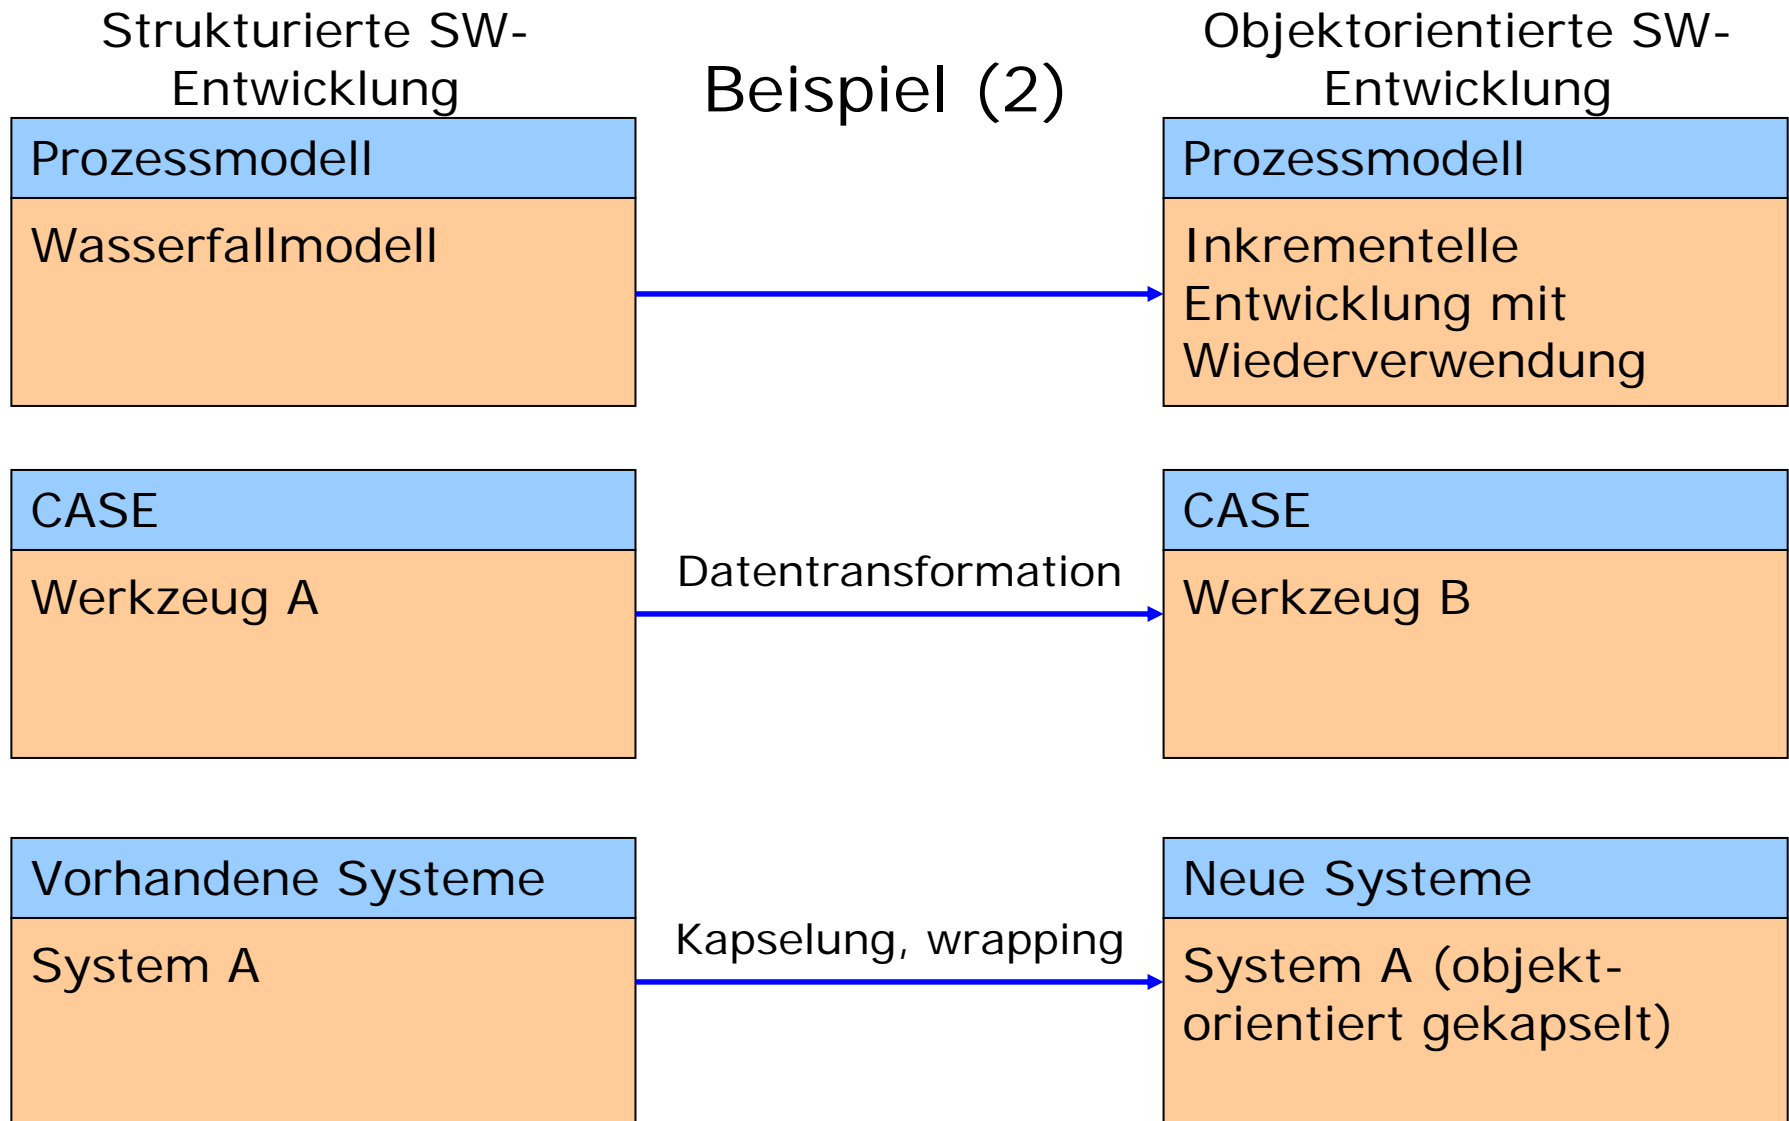 Strukturierte SW-
Entwicklung
Beispiel (2)
Objektorientierte SW-
Entwicklung
Prozessmodell
Wasserfallmodell
Prozessmodell
Inkrementelle
Entwicklung mit
Wiederverwendung
CASE
Werkzeug A
Datentransformation
CASE
Werkzeug B
Vorhandene Systeme
System A
Kapselung, wrapping
Neue Systeme
System A (objekt-
orientiert gekapselt)